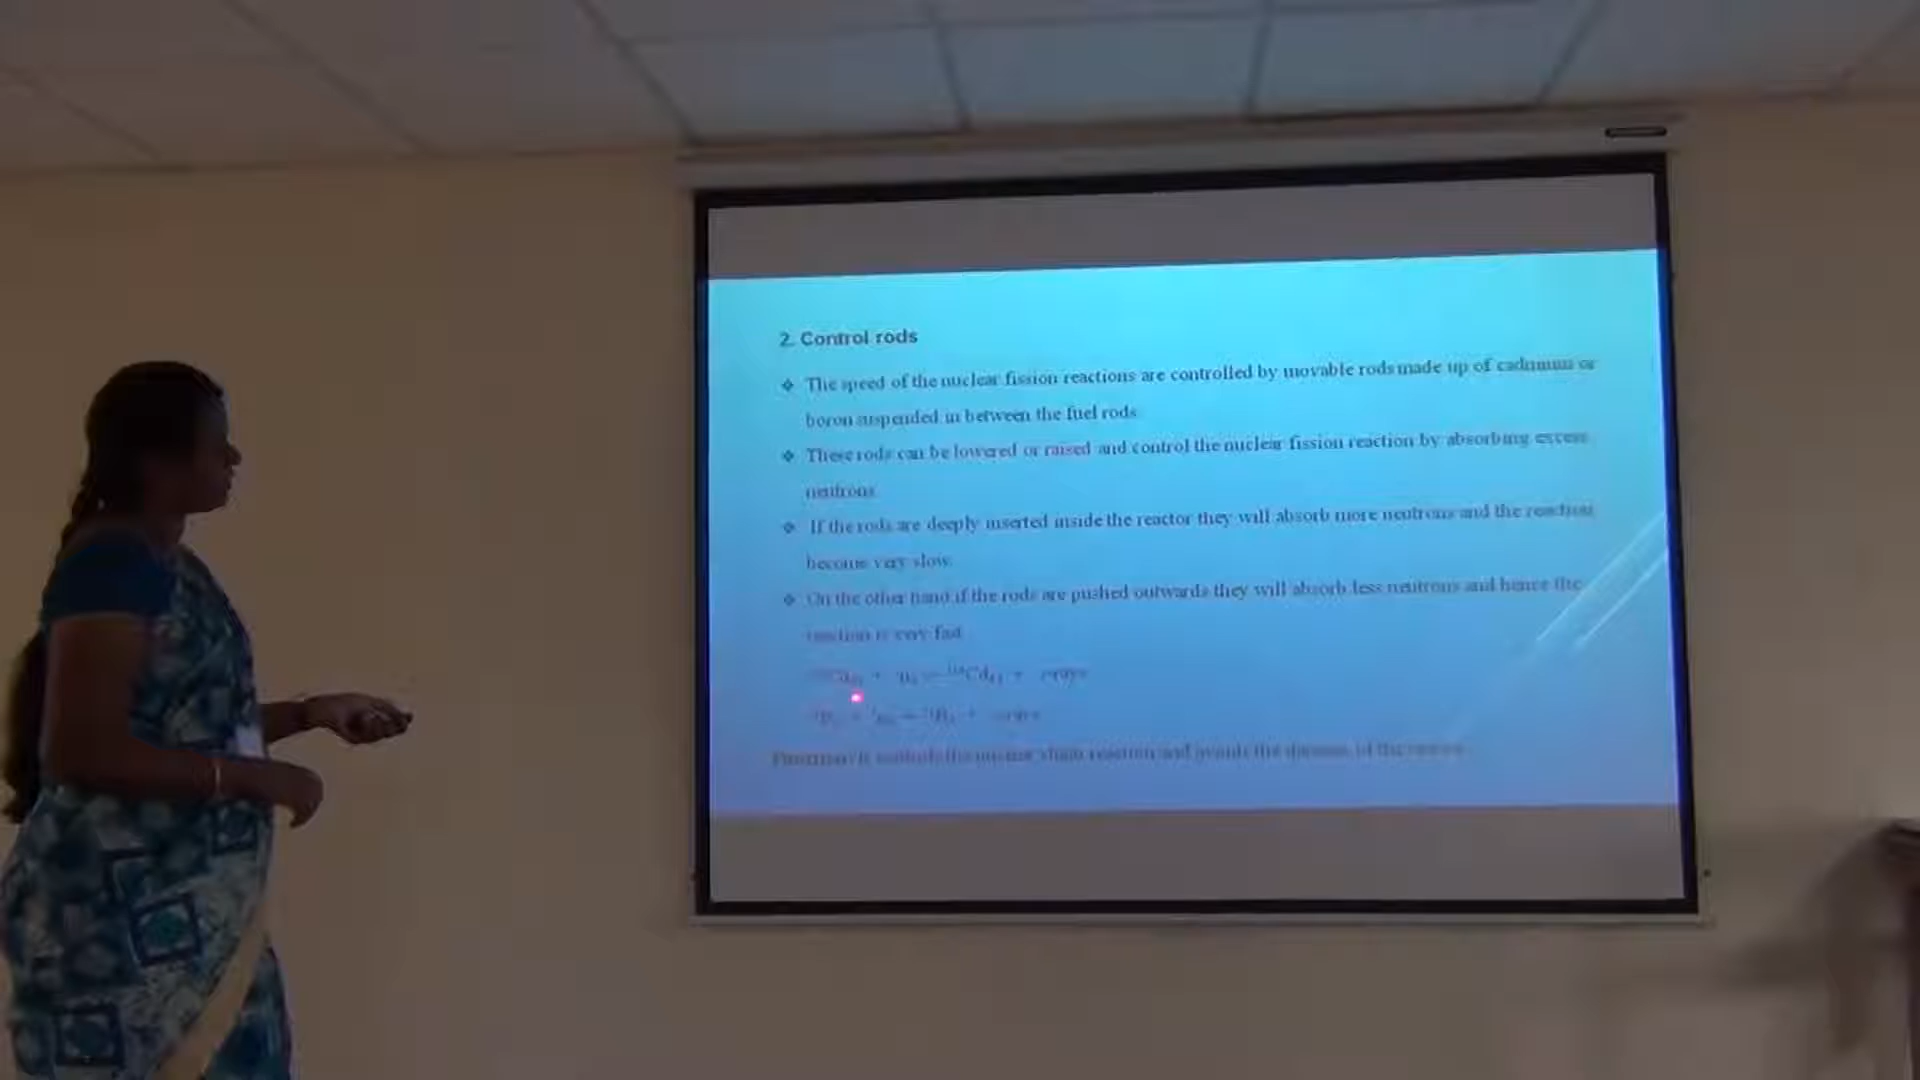 2. Control rods
❖ The speed of the nuclear fission reactions are controlled by movable rods made up of cadmium or
boron suspended in between the fuel rods
❖ These rods can be lowered or raised and control the nuclear fission reaction by absorbing excess
neutrons
❖ If the rods are deeply inserted inside the reactor they will absorb more neutrons and the reaction
become very slow.
❖ On the other hand if the rods are pushed outwards they will absorb less neutrons and hence the
reaction is very fast